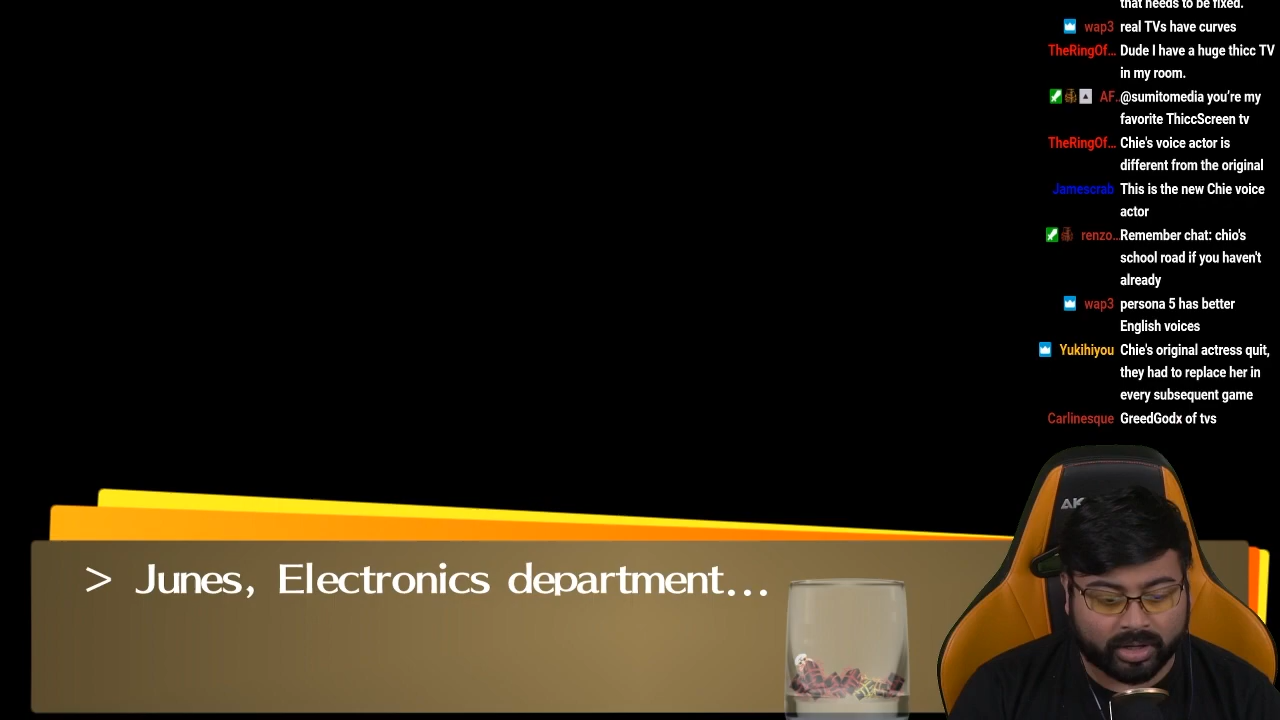 that needs to be fixed.
wap3 real TVs have curves
TheRingOf... Dude I have a huge thicc TV
in my room.
AF.. @sumitomedia you're my
favorite ThiccScreen tv
TheRingOf... Chie's voice actor is
different from the original
Jamescrab This is the new Chie voice
actor
renzo... Remember chat: chio's
school road if you haven't
already
wap3 persona 5 has better
English voices
Yukihiyou Chie's original actress quit,
they had to replace her in
every subsequent game
Carlinesque GreedGodx of tvs
AK
> Junes, Electronics department...